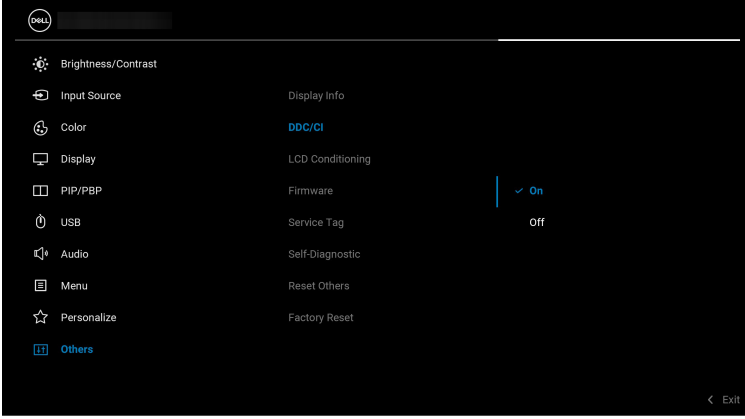 DELL
Brightness/Contrast
Input Source
Color
Display
PIP/PBP
USB
Audio
Menu
Personalize
Others
Display Info
DDC/CI
LCD Conditioning
Firmware
Service Tag
Self-Diagnostic
Reset Others
Factory Reset
On
Off
Exit